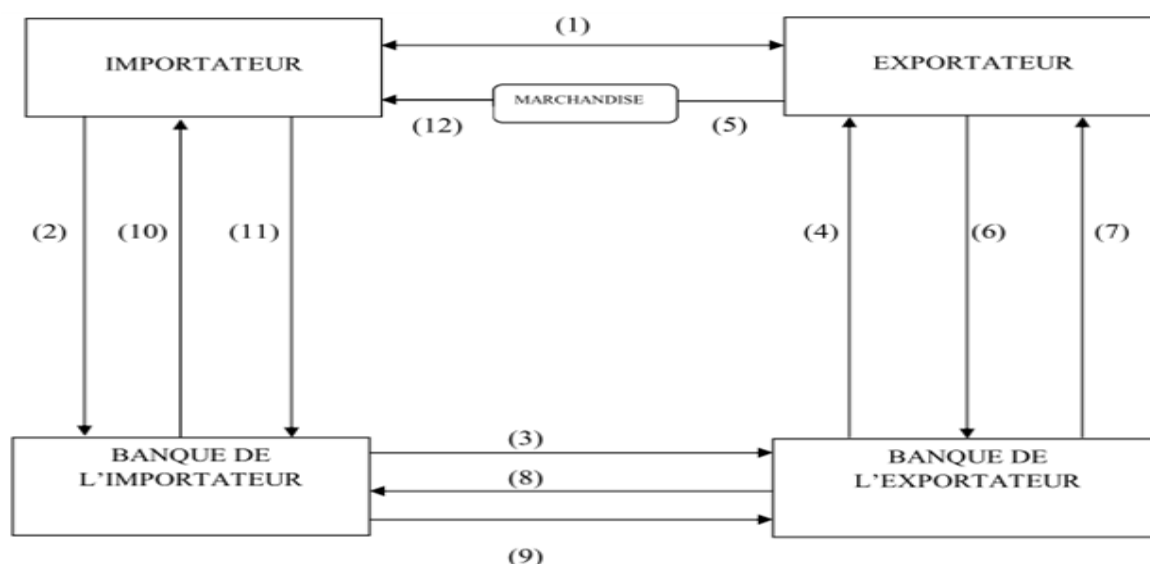 (1)
IMPORTATEUR
EXPORTATEUR
MARCHANDISE
(12)
(5)
(2)
(10)
(11)
(4)
(6)
(7)
BANQUE DE
L'IMPORTATEUR
(3)
(8)
(9)
BANQUE DE
L'EXPORTATEUR